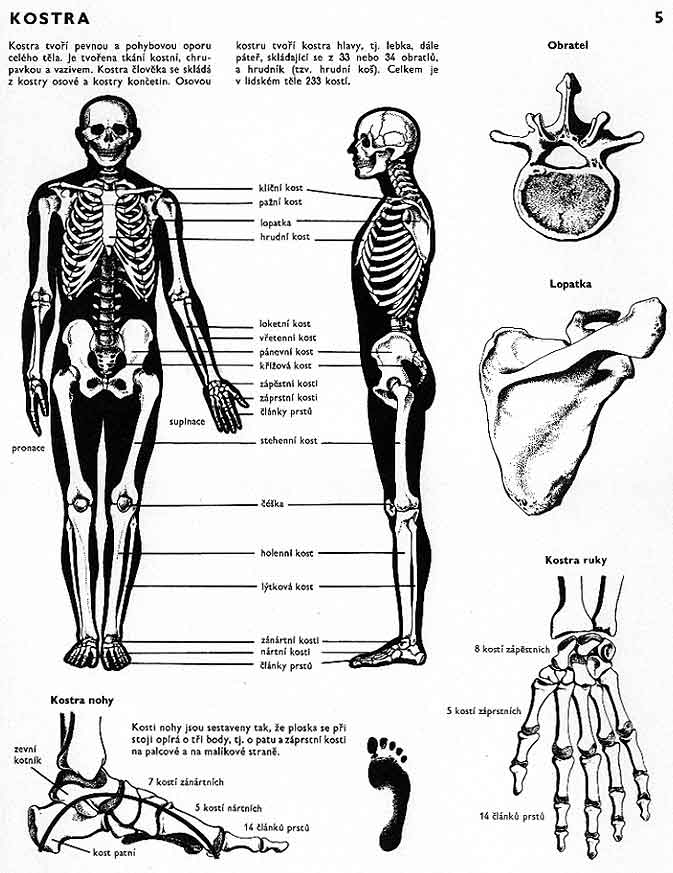 KOSTRA
5
Kostra tvoří pevnou a pohybovou oporu
celého těla. Je tvořena tkání kostní, chru-
pavkou a vazivem. Kostra člověka se skládá
z kostry osové a kostry končetin. Osovou
kostru tvoří kostra hlavy, tj. lebka, dále
páteř, skládající se z 33 nebo 34 obratlů,
a hrudník (tzv. hrudní koš). Celkem je
v lidském těle 233 kostí.
Obratel
klíční kost
pažní kost
lopatka
hrudní kost
Lopatka
loketní kost
vřetenní kost
pánevní kost
křížová kost
zápěstní kosti
záprstní kosti
články prstů
supinace
pronace
stehenní kost
čéška
holenní kost
lýtková kost
zánártní kosti
nártní kosti
články prstů
Kostra ruky
8 kostí zápěstních
5 kostí záprstních
14 článků prstů
Kostra nohy
Kosti nohy jsou sestaveny tak, že ploska se při
stoji opírá o tři body, tj. o patu a záprstní kosti
na palcové a na malíkové straně.
zevní
kotník
7 kostí zánártních
5 kostí nártních
14 článků prstů
kost patní